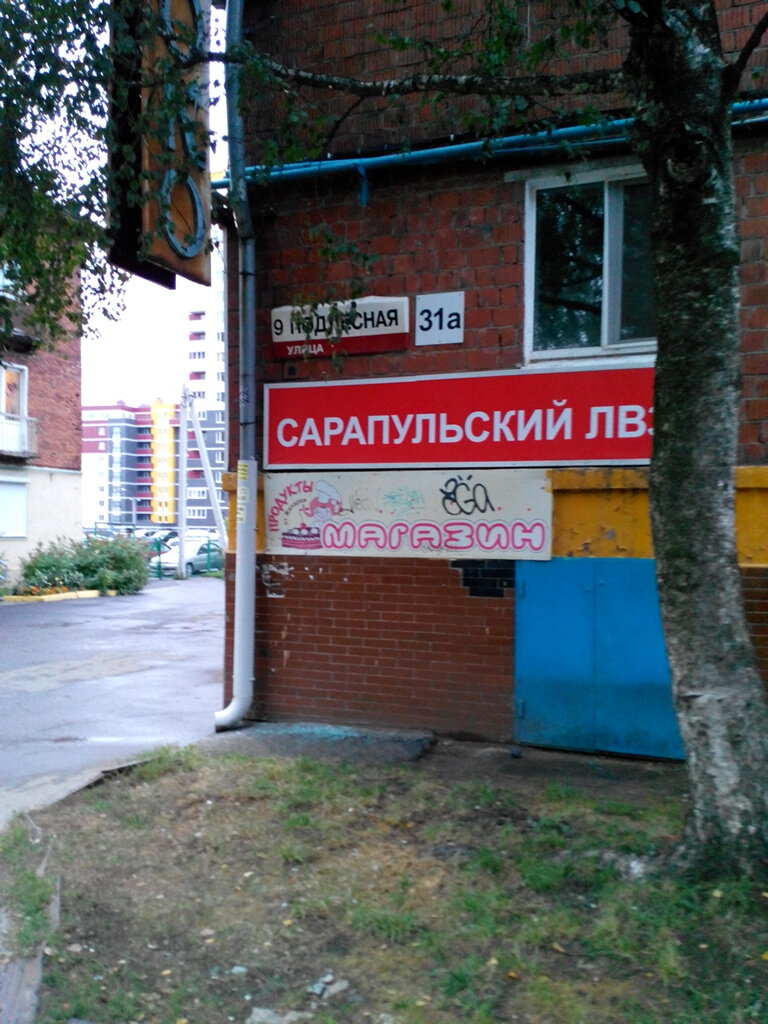 9 ПОДЛЕСНАЯ
УЛИЦА
31а
САРАПУЛЬСКИЙ ЛВЗ
ПРОДУКТЫ
МАГАЗИН